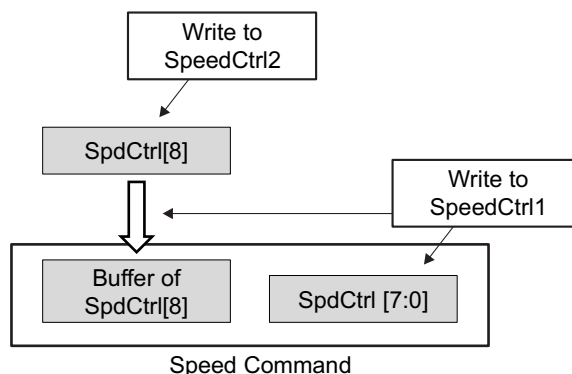 Write to
SpeedCtrl2
SpdCtrl[8]
Write to
SpeedCtrl1
Buffer of
SpdCtrl[8]
SpdCtrl [7:0]
Speed Command